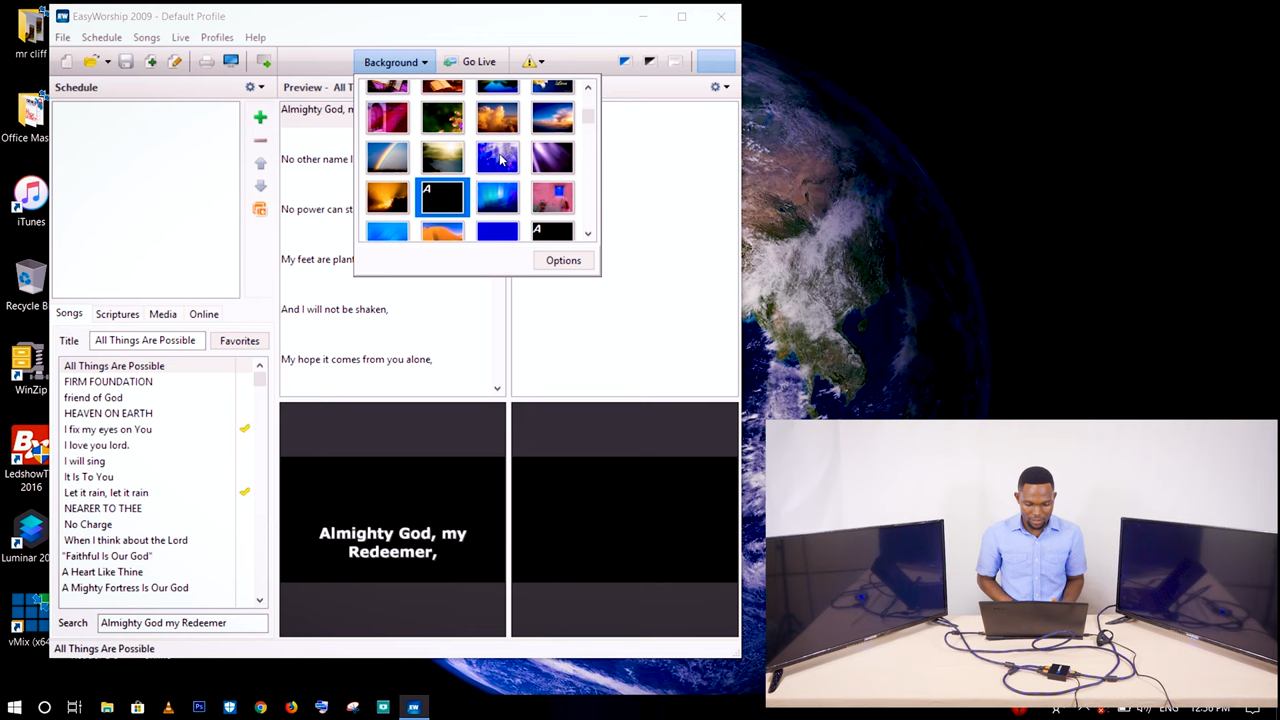 mr cliff
Office Mas
iTunes
Recycle B
WinZip
LedshowT
2016
Luminar 20
vMix (x64
EW EasyWorship 2009 - Default Profile
File Schedule Songs Live Profiles Help
Background Go Live
Schedule
Preview - All T
Almighty God, m
No other name I
No power can st
My feet are plant
And I will not be shaken,
My hope it comes from you alone,
A
A
Options
Songs Scriptures Media Online
Title All Things Are Possible Favorites
All Things Are Possible
FIRM FOUNDATION
friend of God
HEAVEN ON EARTH
I fix my eyes on You
I love you lord.
I will sing
It Is To You
Let it rain, let it rain
NEARER TO THEE
No Charge
When I think about the Lord
"Faithful Is Our God"
A Heart Like Thine
A Mighty Fortress Is Our God
Search Almighty God my Redeemer
All Things Are Possible
Almighty God, my
Redeemer,
Ps
EW
ENG
12:56 PM